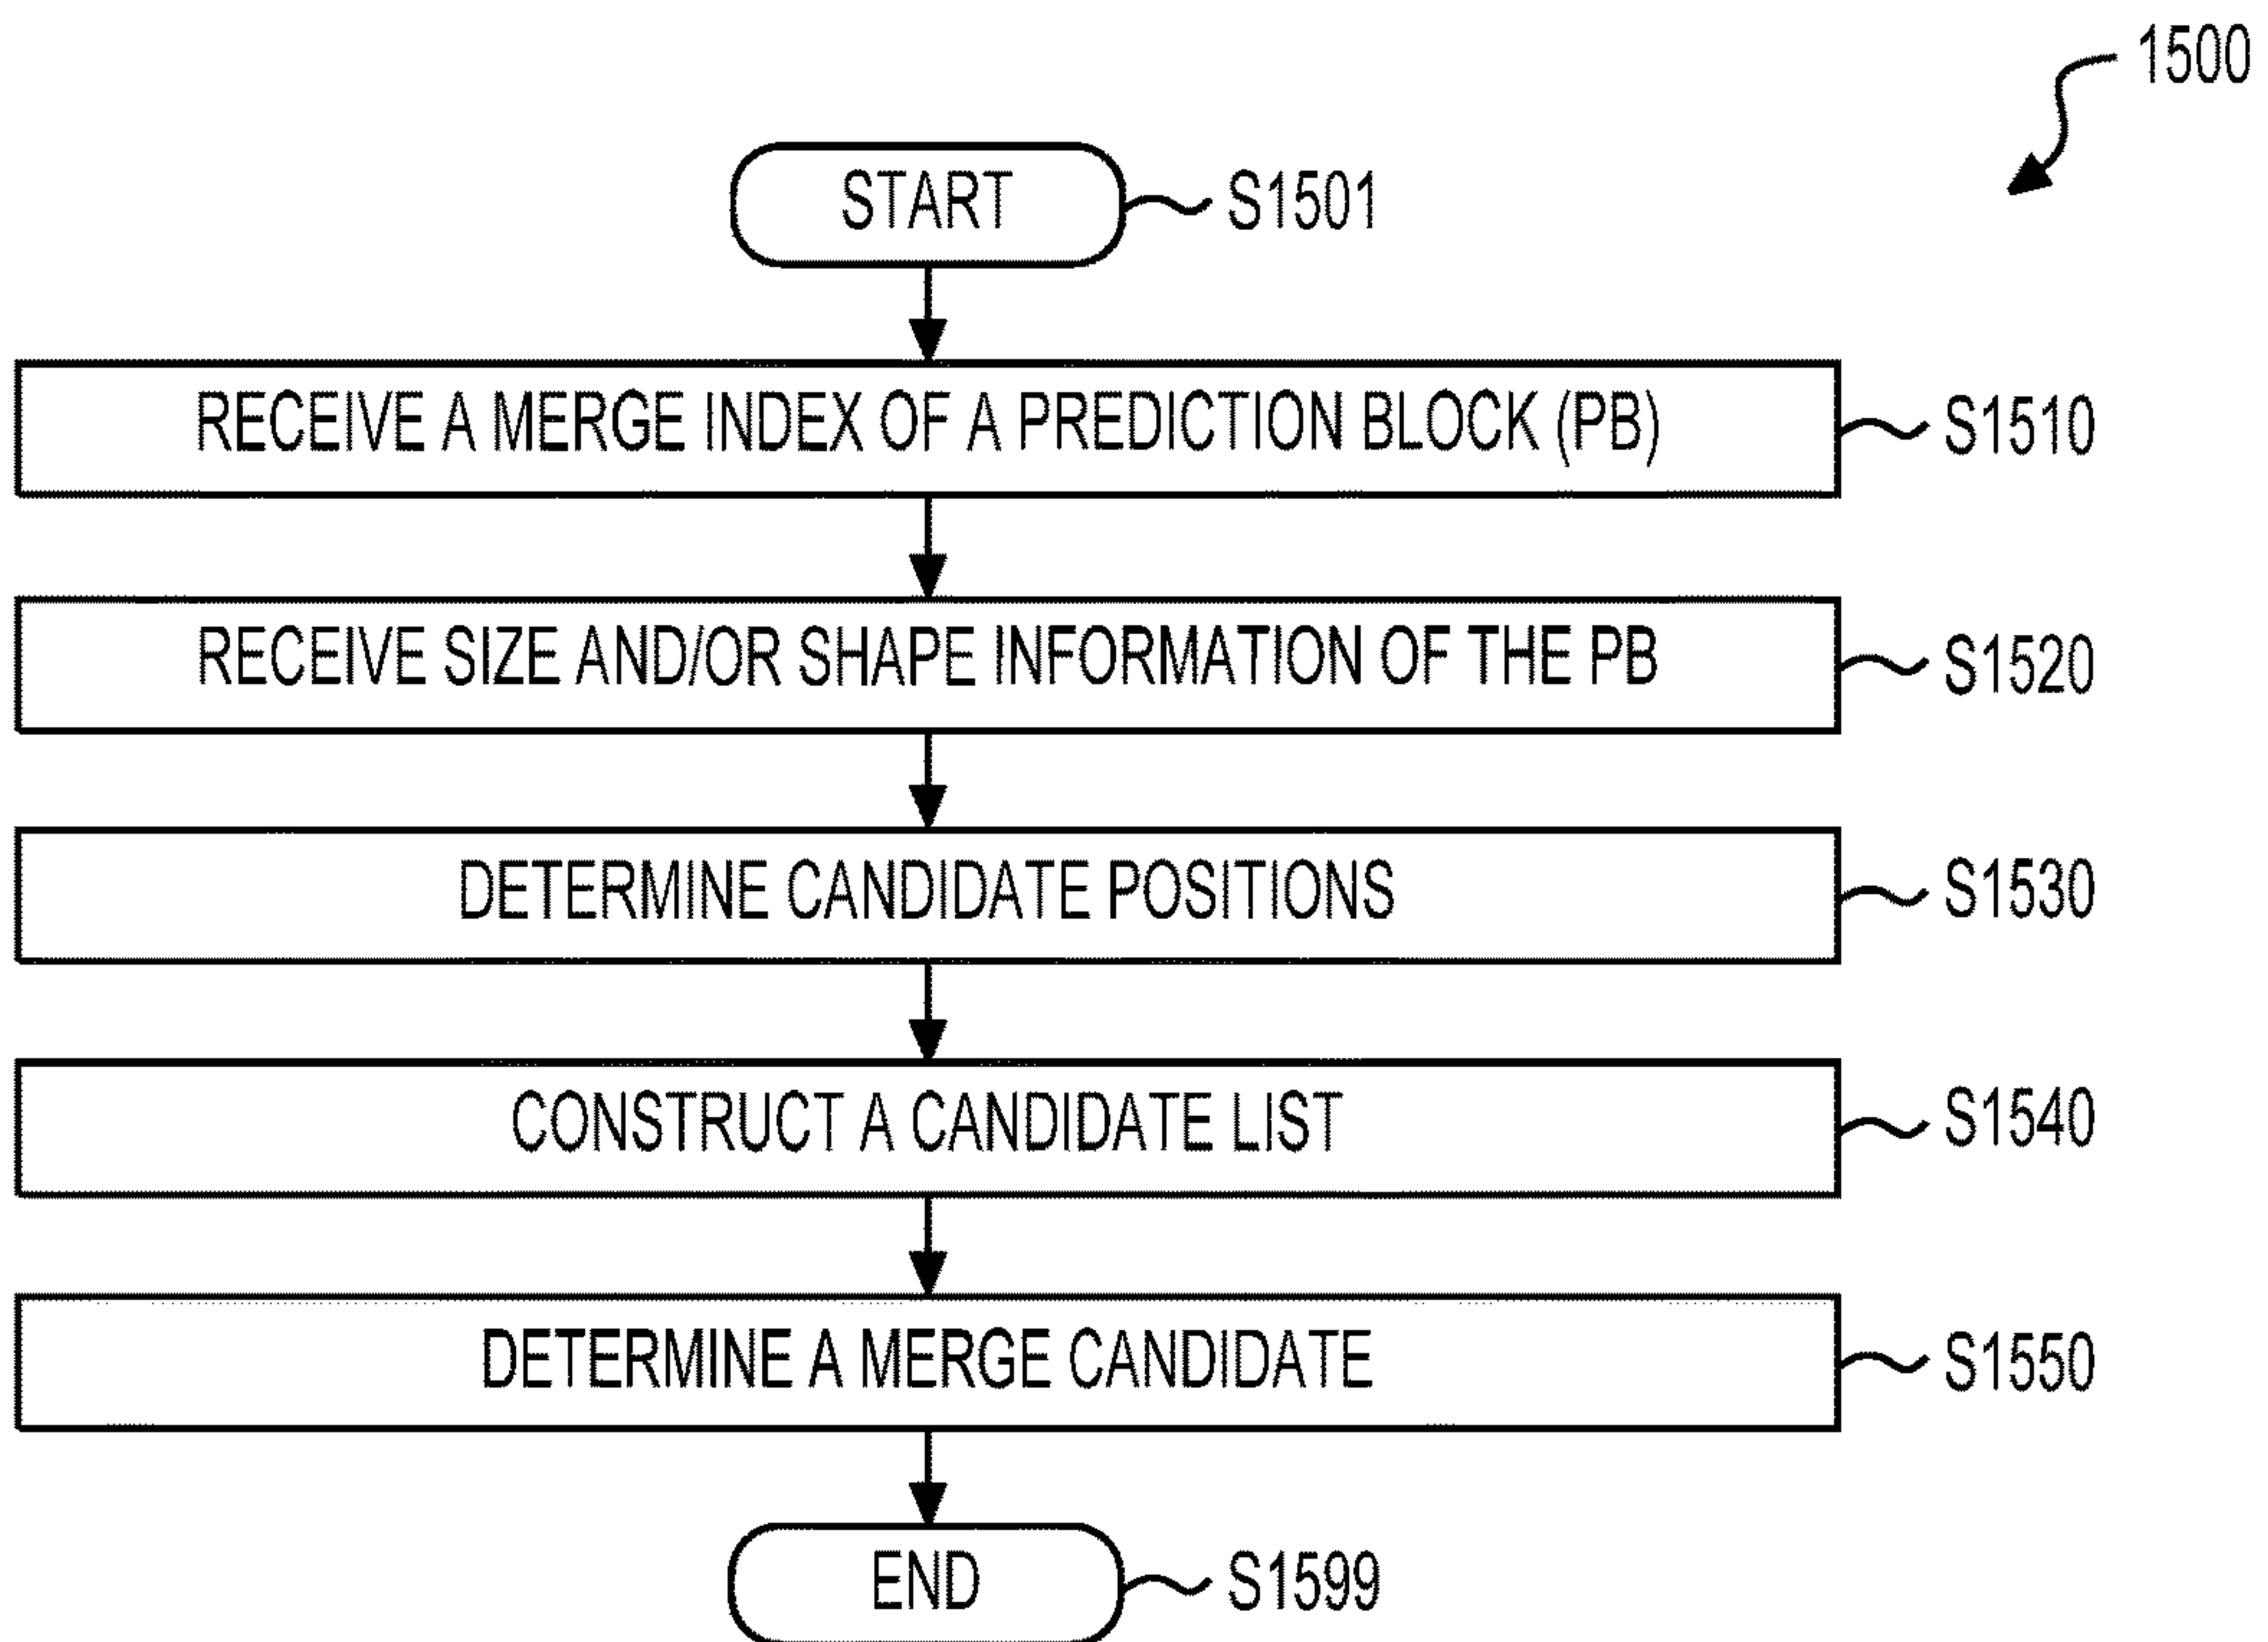 1500
START S1501
RECEIVE A MERGE INDEX OF A PREDICTION BLOCK (PB) S1510
RECEIVE SIZE AND/OR SHAPE INFORMATION OF THE PB S1520
DETERMINE CANDIDATE POSITIONS S1530
CONSTRUCT A CANDIDATE LIST S1540
DETERMINE A MERGE CANDIDATE S1550
END S1599